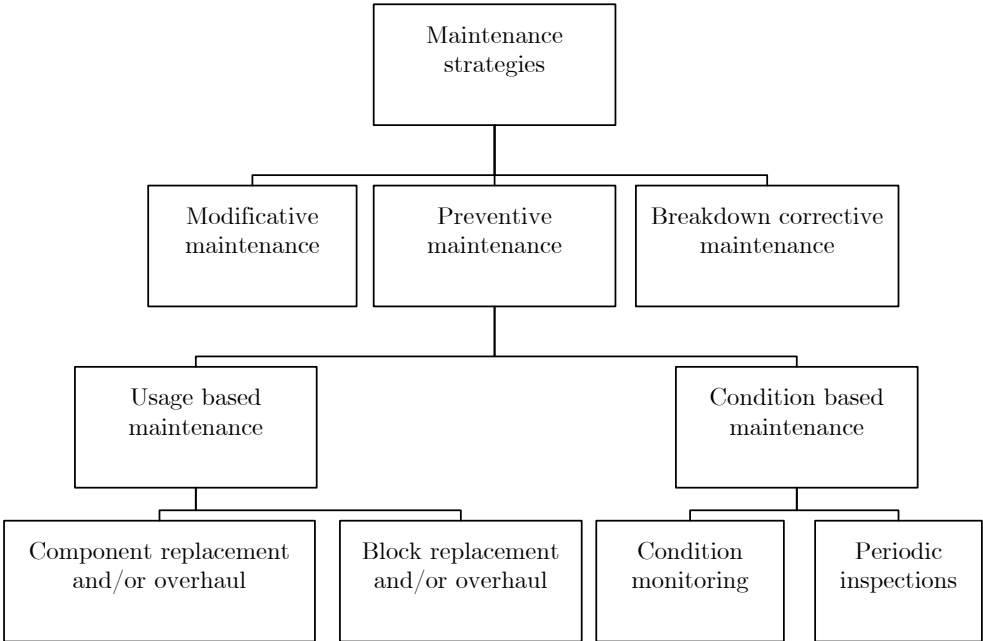 Maintenance
strategies
Modificative
maintenance
Preventive
maintenance
Breakdown corrective
maintenance
Usage based
maintenance
Condition based
maintenance
Component replacement
and/or overhaul
Block replacement
and/or overhaul
Condition
monitoring
Periodic
inspections